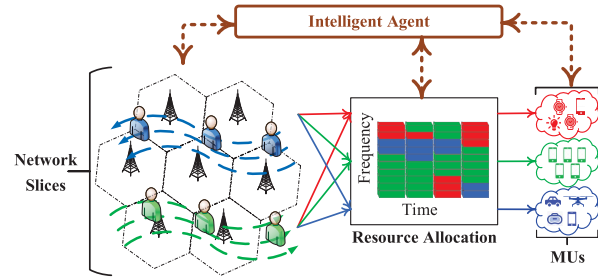 Intelligent Agent
Network
Slices
Frequency
Time
Resource Allocation
MUs